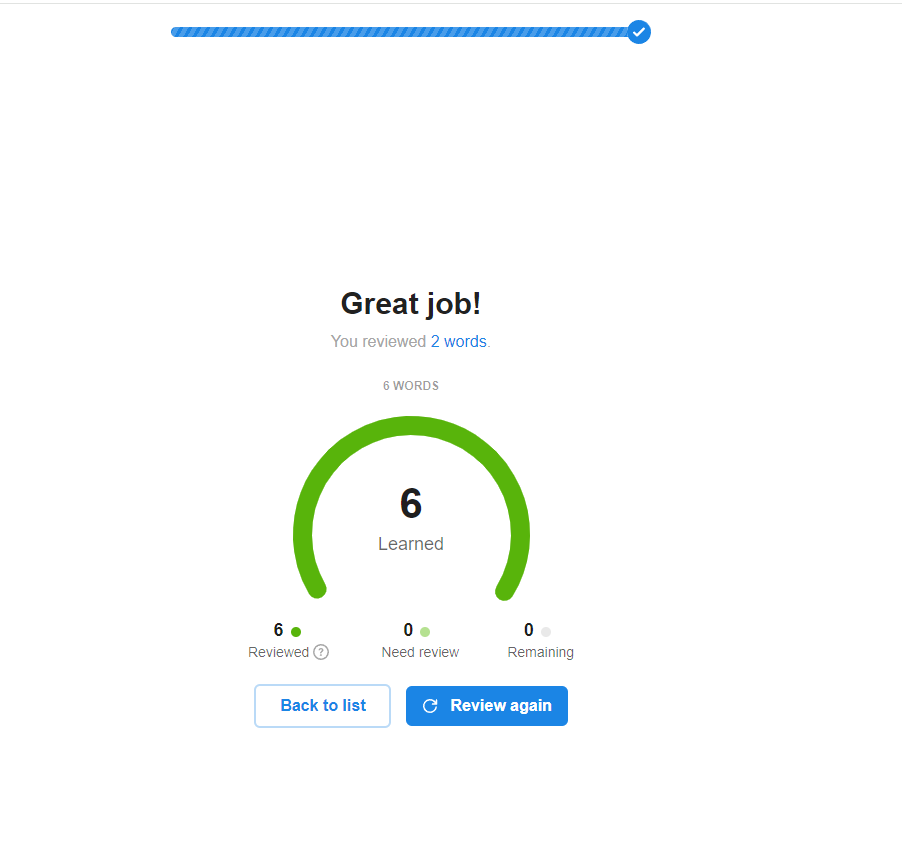 Great job!
You reviewed 2 words.
6 WORDS
6
Learned
6 0 0
Reviewed ? Need review Remaining
Back to list Review again